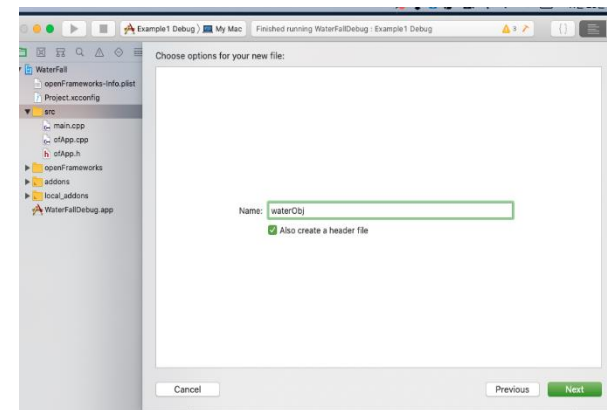 Example1 Debug My Mac Finished running WaterFallDebug : Example1 Debug
Choose options for your new file:
WaterFall
openFrameworks-Info.plist
Project.xcconfig
src
main.cpp
ofApp.cpp
h ofApp.h
openFrameworks
addons
local_addons
WaterFallDebug.app
Name: waterObj
Also create a header file
Cancel Previous Next